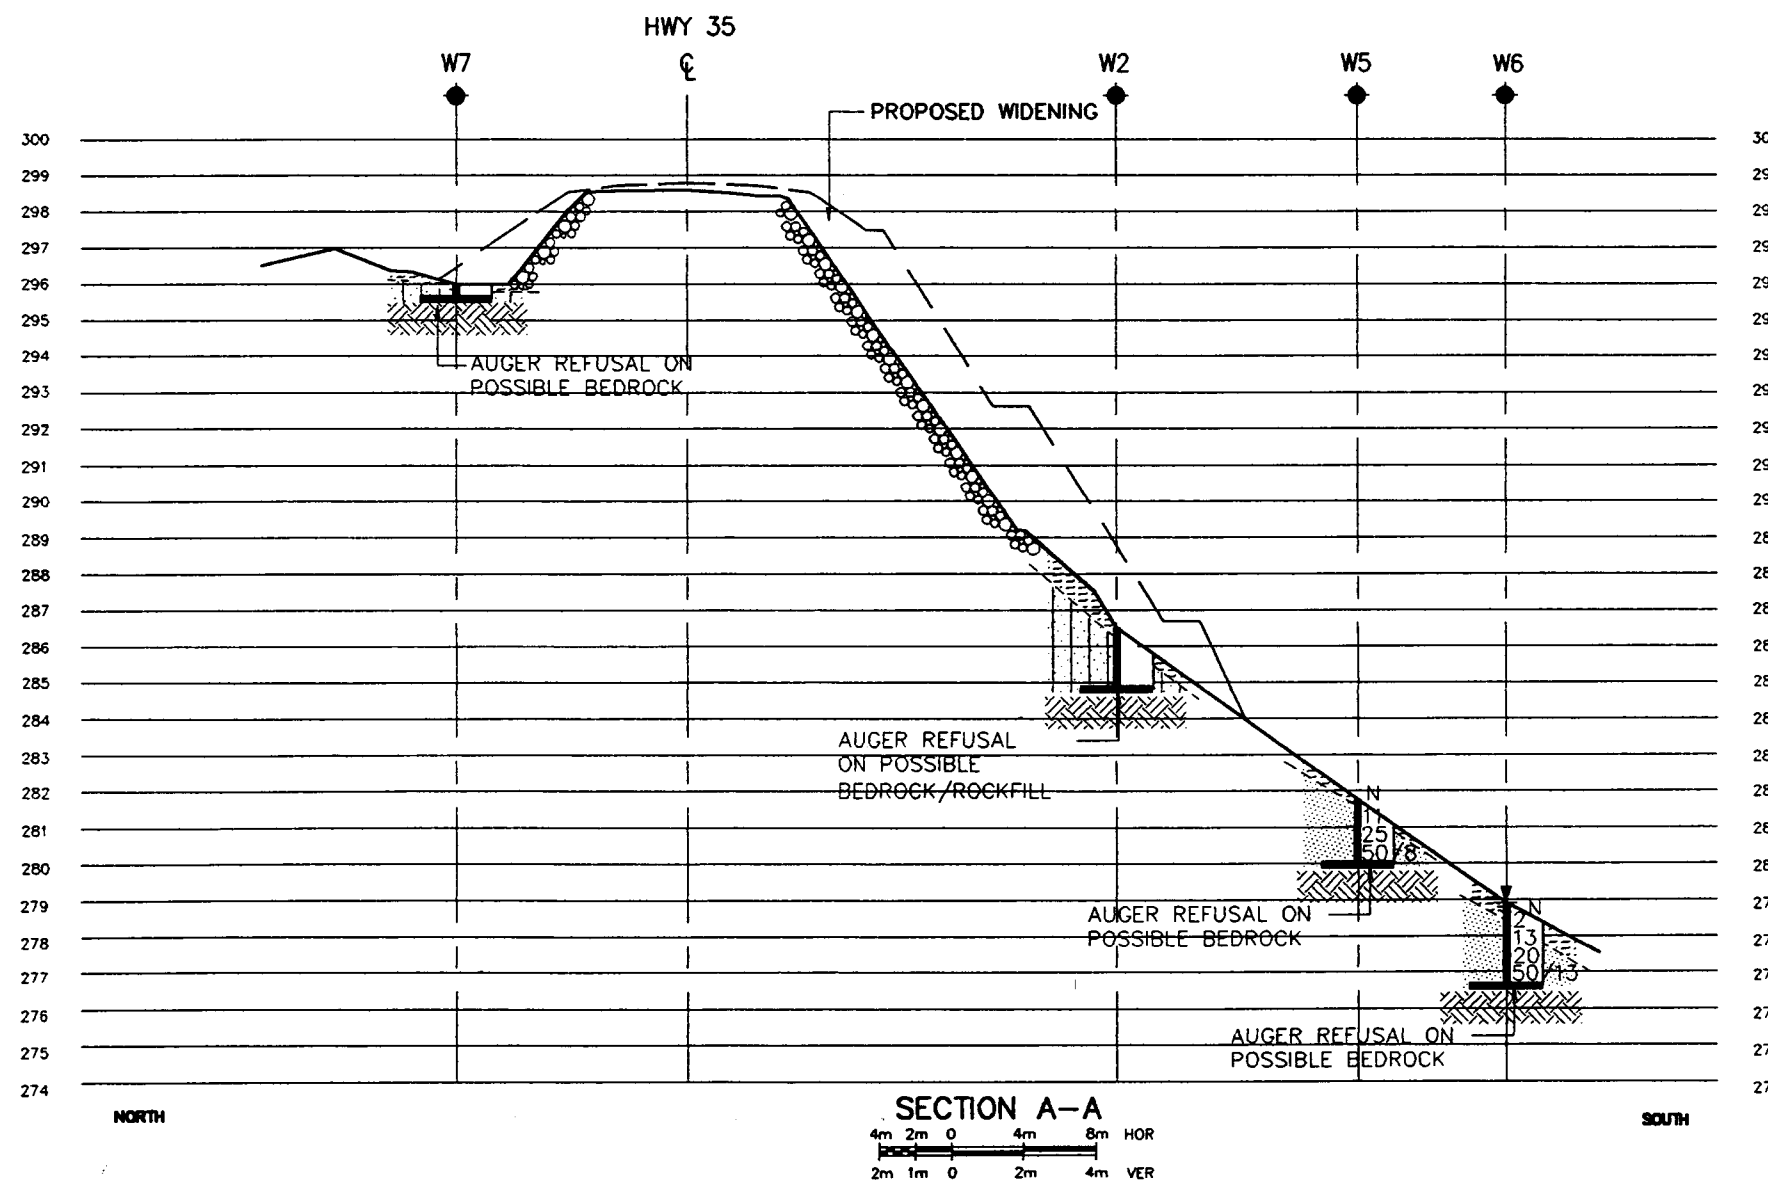 HWY 35
W7
W2
W5
W6
PROPOSED WIDENING
300
299
298
297
296
295
294
293
292
291
290
289
288
287
286
285
284
283
282
281
280
279
278
277
276
275
274
AUGER REFUSAL ON
POSSIBLE BEDROCK
AUGER REFUSAL
ON POSSIBLE
BEDROCK/ROCKFILL
N
11
25
50/8
AUGER REFUSAL ON
POSSIBLE BEDROCK
N
2
13
20
50/13
AUGER REFUSAL ON
POSSIBLE BEDROCK
NORTH
SOUTH
SECTION A-A
4m 2m 0 4m 8m HOR
2m 1m 0 2m 4m VER